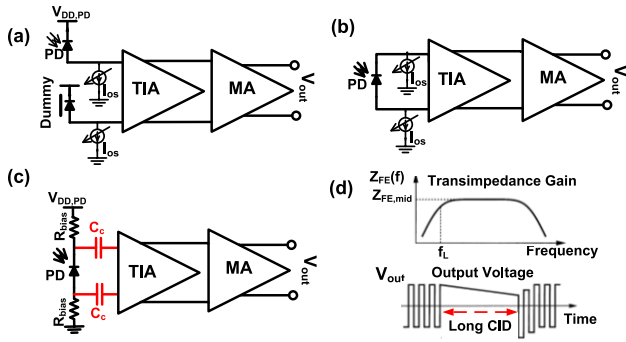 (a)
V_DD,PD
PD
Dummy
I_os
I_os
TIA
MA
V_out
(b)
PD
I_os
I_os
TIA
MA
V_out
(c)
V_DD,PD
R_bias
C_c
PD
C_c
R_bias
TIA
MA
V_out
(d)
Z_FE(f)
Transimpedance Gain
Z_FE,mid
Frequency
f_L
V_out
Output Voltage
Time
Long CID